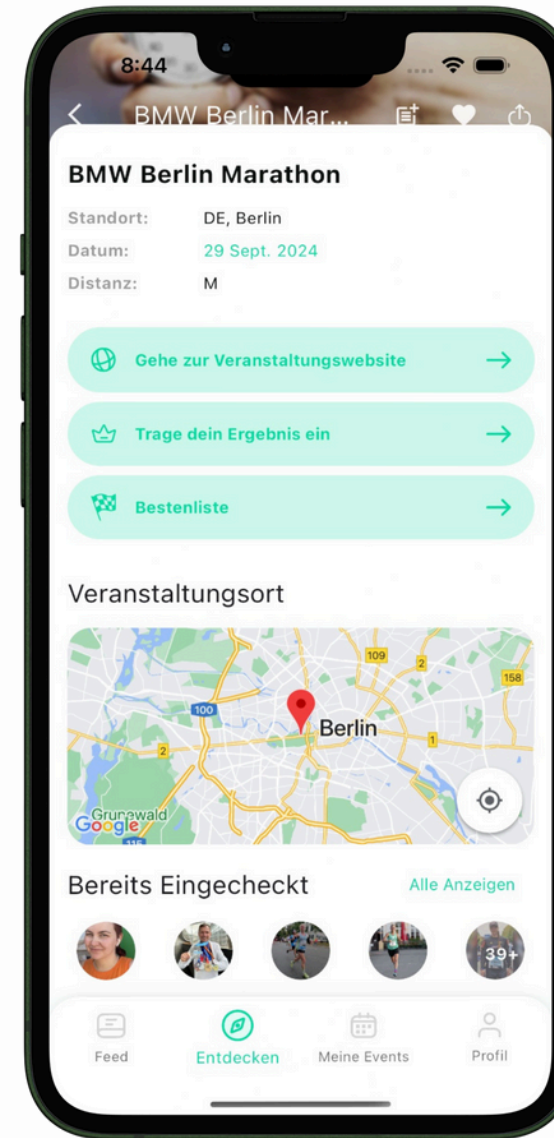 8:44
BMW Berlin Mar...
BMW Berlin Marathon
Standort: DE, Berlin
Datum: 29 Sept. 2024
Distanz: M
Gehe zur Veranstaltungswebsite
Trage dein Ergebnis ein
Bestenliste
Veranstaltungsort
109
2
158
100
Berlin
1
2
Grunewald
Google
115
Bereits Eingecheckt Alle Anzeigen
39+
Feed Entdecken Meine Events Profil